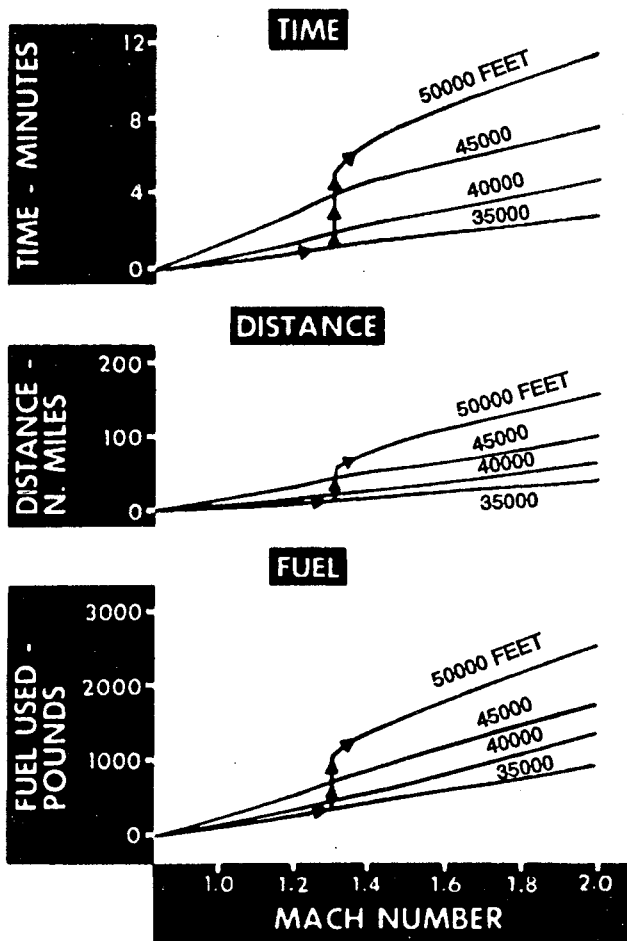 TIME
TIME - MINUTES
12
8
4
0
50000 FEET
45000
40000
35000
DISTANCE
DISTANCE -
N. MILES
200
100
0
50000 FEET
45000
40000
35000
FUEL
FUEL USED -
POUNDS
3000
2000
1000
0
50000 FEET
45000
40000
35000
1.0 1.2 1.4 1.6 1.8 2.0
MACH NUMBER